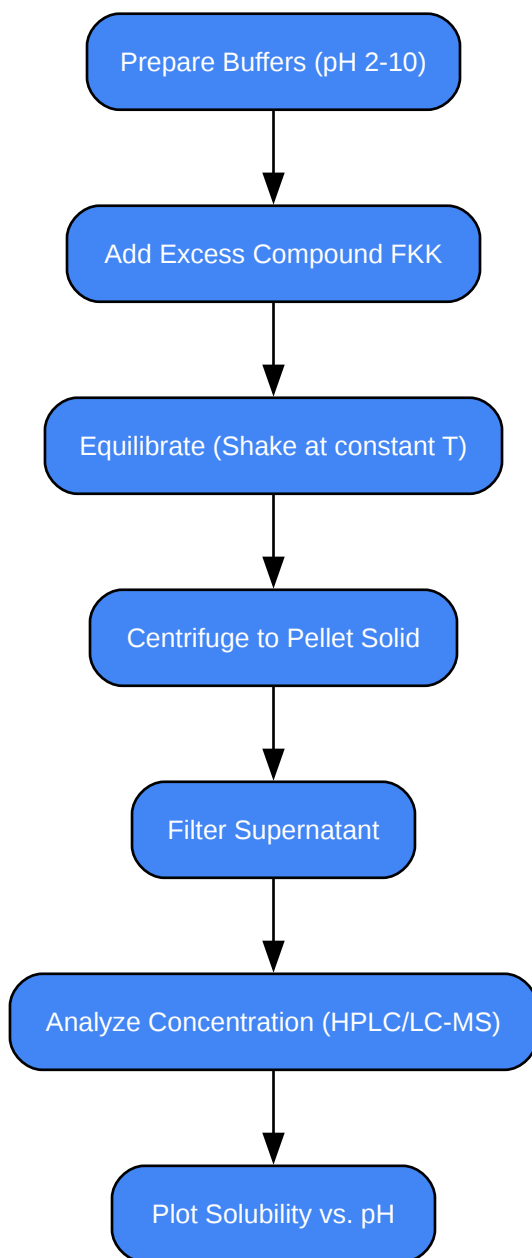 Prepare Buffers (pH 2-10)
Add Excess Compound FKK
Equilibrate (Shake at constant T)
Centrifuge to Pellet Solid
Filter Supernatant
Analyze Concentration (HPLC/LC-MS)
Plot Solubility vs. pH